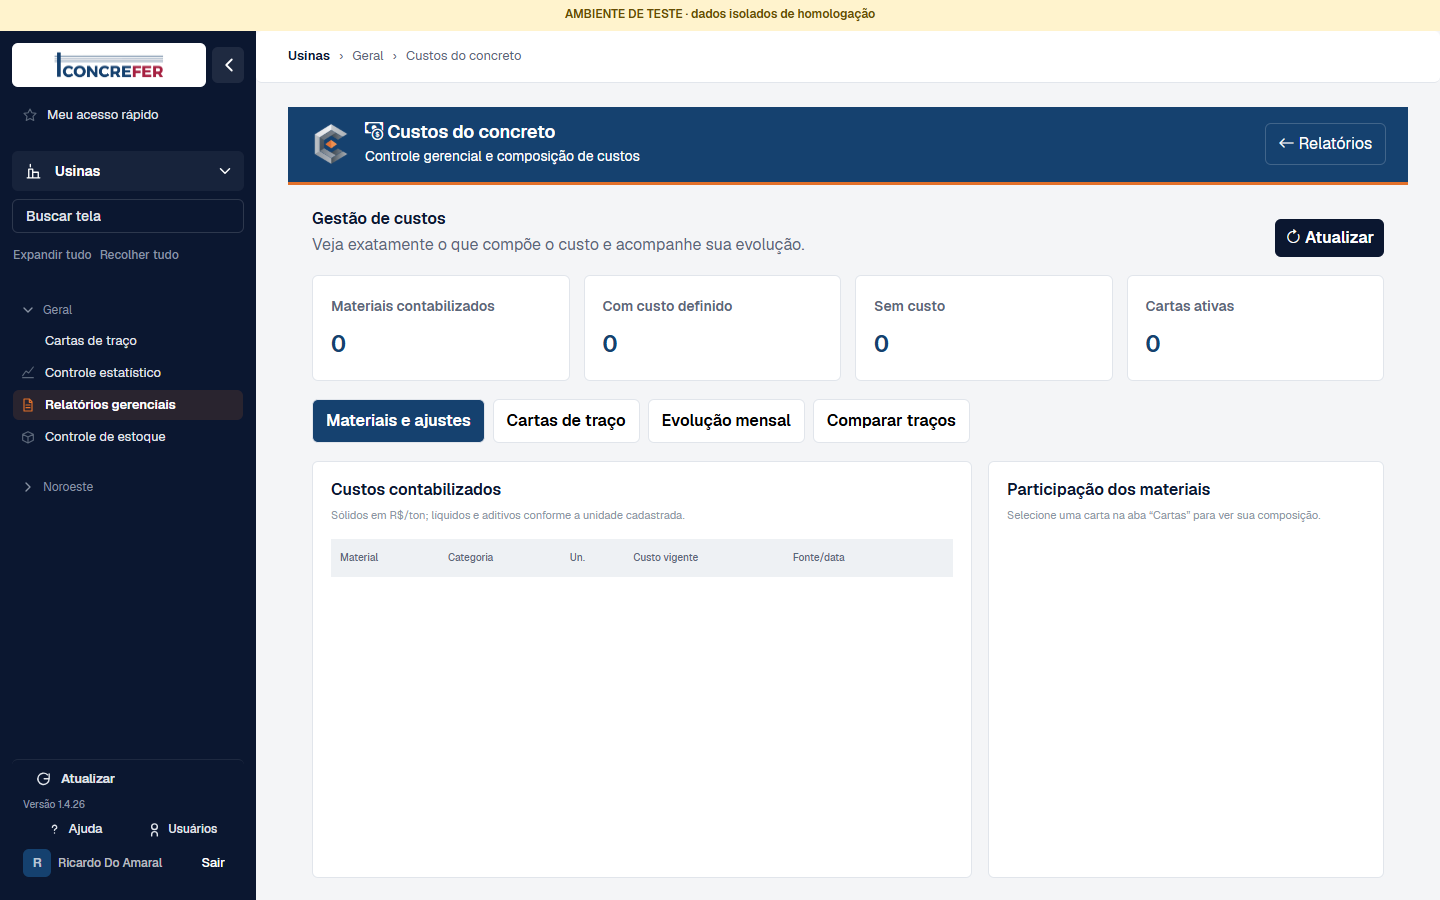 AMBIENTE DE TESTE · dados isolados de homologação
CONCREFER
Meu acesso rápido
Usinas
Buscar tela
Expandir tudo Recolher tudo
Geral
Cartas de traço
Controle estatístico
Relatórios gerenciais
Controle de estoque
Noroeste
Atualizar
Versão 1.4.26
? Ajuda Usuários
R Ricardo Do Amaral Sair
Usinas › Geral › Custos do concreto
Custos do concreto
Controle gerencial e composição de custos
← Relatórios
Gestão de custos
Veja exatamente o que compõe o custo e acompanhe sua evolução.
Atualizar
Materiais contabilizados
0
Com custo definido
0
Sem custo
0
Cartas ativas
0
Materiais e ajustes Cartas de traço Evolução mensal Comparar traços
Custos contabilizados
Sólidos em R$/ton; líquidos e aditivos conforme a unidade cadastrada.
Material Categoria Un. Custo vigente Fonte/data
Participação dos materiais
Selecione uma carta na aba “Cartas” para ver sua composição.